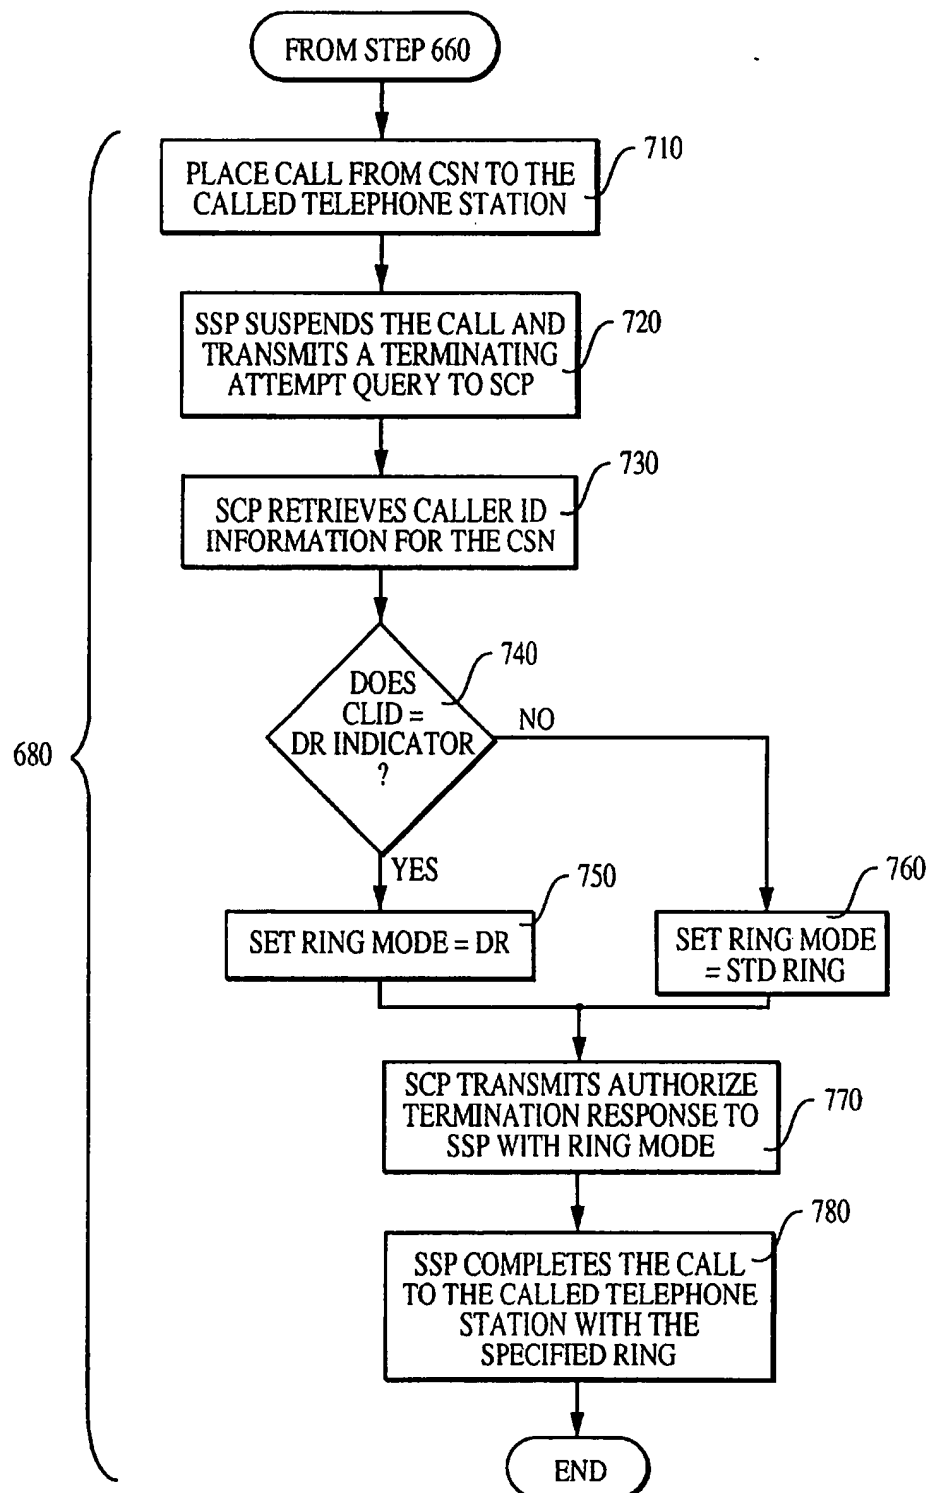 FROM STEP 660
710
PLACE CALL FROM CSN TO THE
CALLED TELEPHONE STATION
720
SSP SUSPENDS THE CALL AND
TRANSMITS A TERMINATING
ATTEMPT QUERY TO SCP
730
SCP RETRIEVES CALLER ID
INFORMATION FOR THE CSN
740
DOES
CLID =
DR INDICATOR
?
NO
680
YES
750
SET RING MODE = DR
760
SET RING MODE
= STD RING
SCP TRANSMITS AUTHORIZE
TERMINATION RESPONSE TO
SSP WITH RING MODE
770
780
SSP COMPLETES THE CALL
TO THE CALLED TELEPHONE
STATION WITH THE
SPECIFIED RING
END